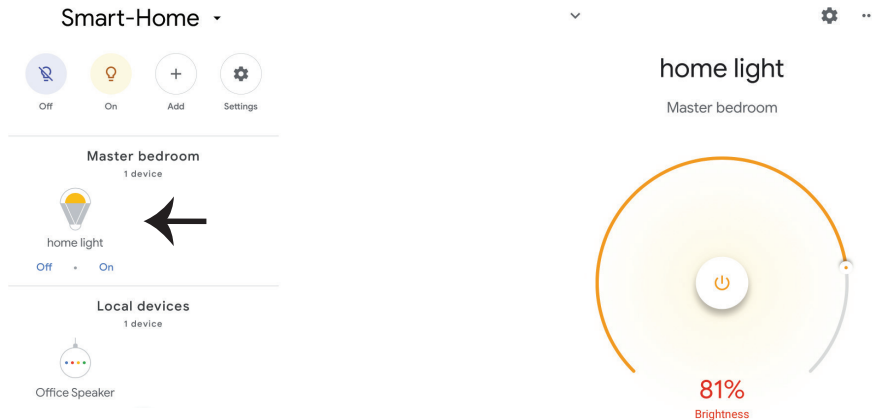 Smart-Home
Off On Add Settings
Master bedroom
1 device
home light
Off • On
Local devices
1 device
Office Speaker
home light
Master bedroom
81%
Brightness